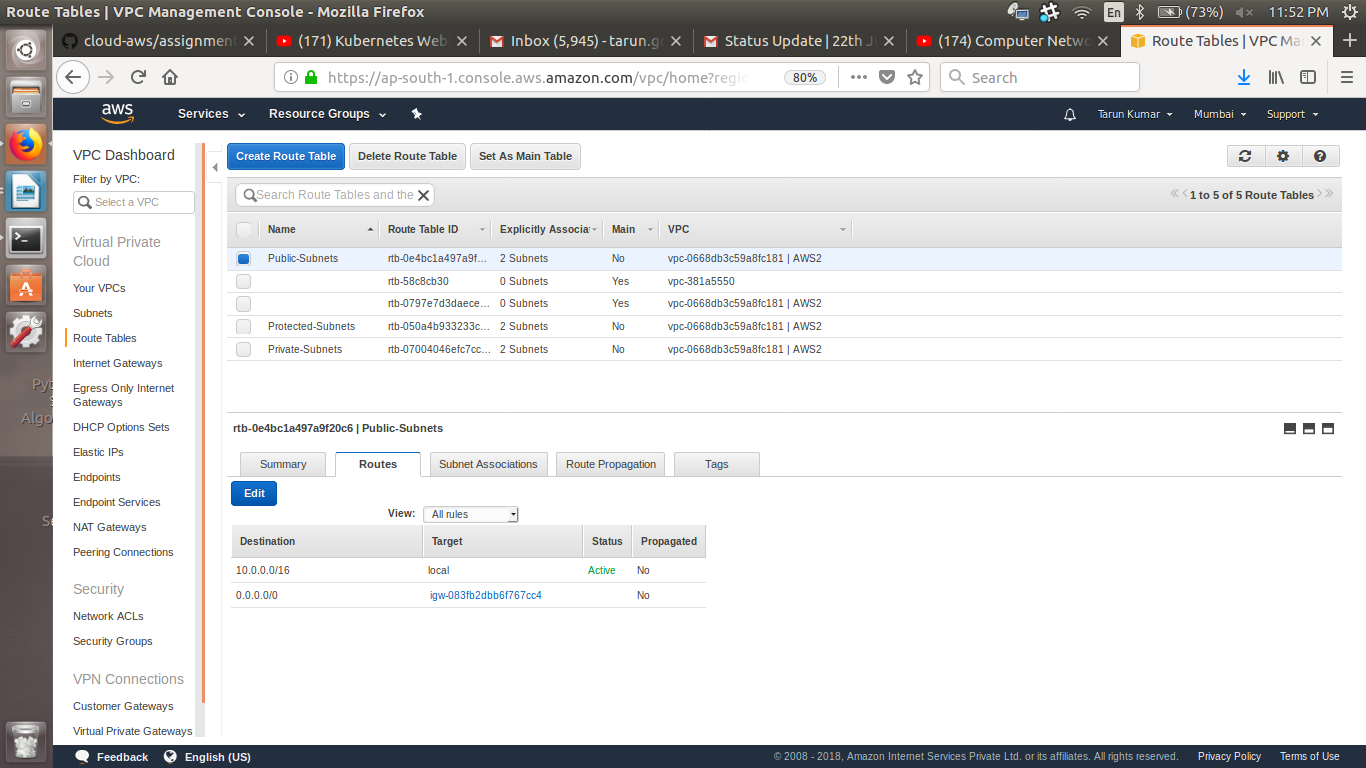 Route Tables | VPC Management Console - Mozilla Firefox
En (73%) 11:52 PM
cloud-aws/assignment (171) Kubernetes Web Inbox (5,945) - tarun.g Status Update | 22th J (174) Computer Netwo Route Tables | VPC Ma
https://ap-south-1.console.aws.amazon.com/vpc/home?regi 80% Search
aws Services Resource Groups Tarun Kumar Mumbai Support
VPC Dashboard
Filter by VPC:
Select a VPC
Virtual Private
Cloud
Your VPCs
Subnets
Route Tables
Internet Gateways
Egress Only Internet
Gateways
DHCP Options Sets
Elastic IPs
Endpoints
Endpoint Services
NAT Gateways
Peering Connections
Security
Network ACLs
Security Groups
VPN Connections
Customer Gateways
Virtual Private Gateways
Create Route Table Delete Route Table Set As Main Table
Search Route Tables and the 1 to 5 of 5 Route Tables
Name Route Table ID Explicitly Associa Main VPC
Public-Subnets rtb-0e4bc1a497a9f... 2 Subnets No vpc-0668db3c59a8fc181 | AWS2
rtb-58c8cb30 0 Subnets Yes vpc-381a5550
rtb-0797e7d3daece... 0 Subnets Yes vpc-0668db3c59a8fc181 | AWS2
Protected-Subnets rtb-050a4b933233c... 2 Subnets No vpc-0668db3c59a8fc181 | AWS2
Private-Subnets rtb-07004046efc7cc... 2 Subnets No vpc-0668db3c59a8fc181 | AWS2
rtb-0e4bc1a497a9f20c6 | Public-Subnets
Summary Routes Subnet Associations Route Propagation Tags
Edit
View: All rules
Destination Target Status Propagated
10.0.0.0/16 local Active No
0.0.0.0/0 igw-083fb2dbb6f767cc4 No
Pyt
Algo
Se
Feedback English (US) © 2008 - 2018, Amazon Internet Services Private Ltd. or its affiliates. All rights reserved. Privacy Policy Terms of Use